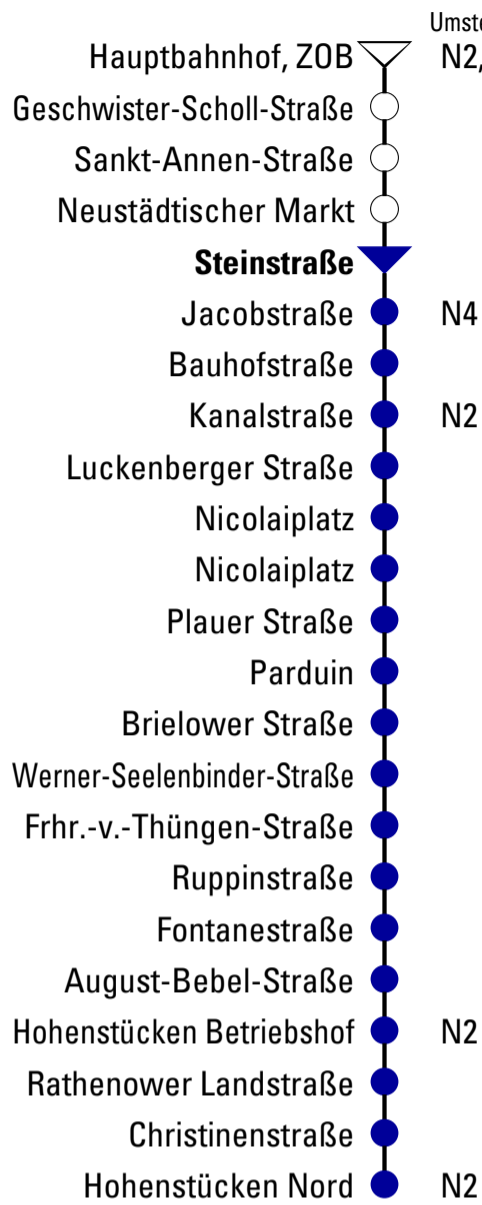 Umste
Hauptbahnhof, ZOB N2,
Geschwister-Scholl-Straße
Sankt-Annen-Straße
Neustädtischer Markt
Steinstraße
Jacobstraße N4
Bauhofstraße
Kanalstraße N2
Luckenberger Straße
Nicolaiplatz
Nicolaiplatz
Plauer Straße
Parduin
Brielower Straße
Werner-Seelenbinder-Straße
Frhr.-v.-Thüngen-Straße
Ruppinstraße
Fontanestraße
August-Bebel-Straße
Hohenstücken Betriebshof N2
Rathenower Landstraße
Christinenstraße
Hohenstücken Nord N2